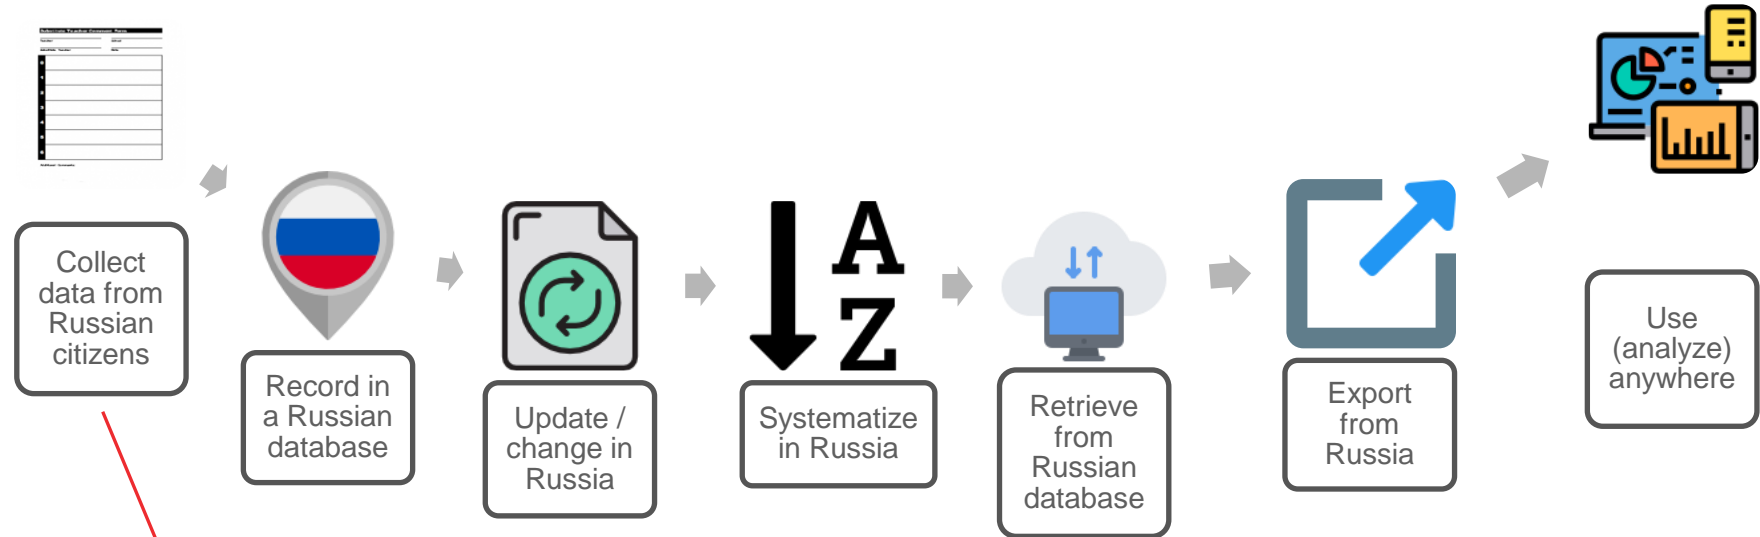 Collect
data from
Russian
citizens
Record in
a Russian
database
Update /
change in
Russia
A
Z
Systematize
in Russia
Retrieve
from
Russian
database
Export
from
Russia
Use
(analyze)
anywhere